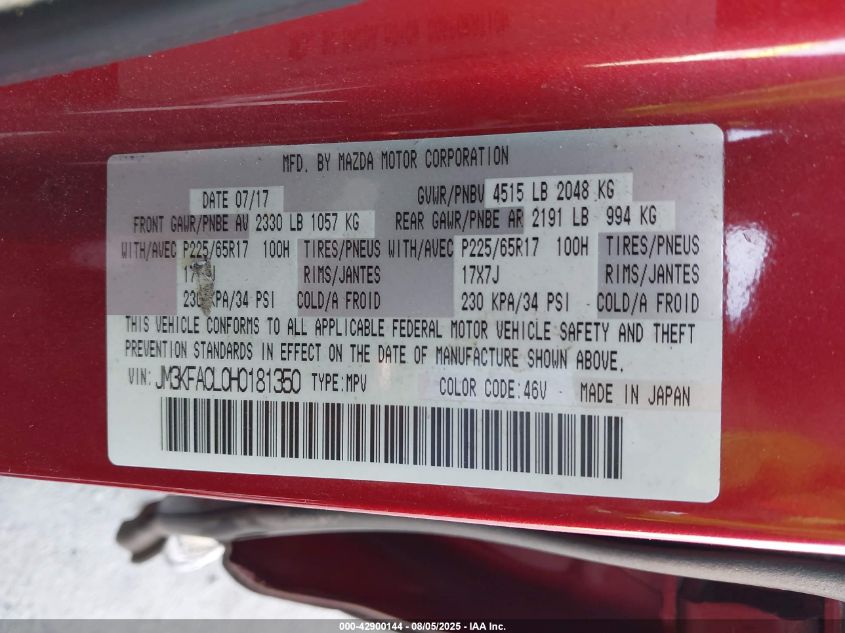 MFD. BY MAZDA MOTOR CORPORATION
DATE 07/17 GVWR/PNBV 4515 LB 2048 KG
FRONT GAWR/PNBE AV 2330 LB 1057 KG REAR GAWR/PNBE AR 2191 LB 994 KG
WITH/AVEC P225/65R17 100H TIRES/PNEUS WITH/AVEC P225/65R17 100H TIRES/PNEUS
17X7J RIMS/JANTES 17X7J RIMS/JANTES
230 KPA/34 PSI COLD/A FROID 230 KPA/34 PSI COLD/A FROID
THIS VEHICLE CONFORMS TO ALL APPLICABLE FEDERAL MOTOR VEHICLE SAFETY AND THEFT
PREVENTION STANDARDS IN EFFECT ON THE DATE OF MANUFACTURE SHOWN ABOVE.
VIN: JM3KFACL0H0181350 TYPE:MPV COLOR CODE:46V MADE IN JAPAN
000-42900144 - 08/05/2025 - IAA Inc.